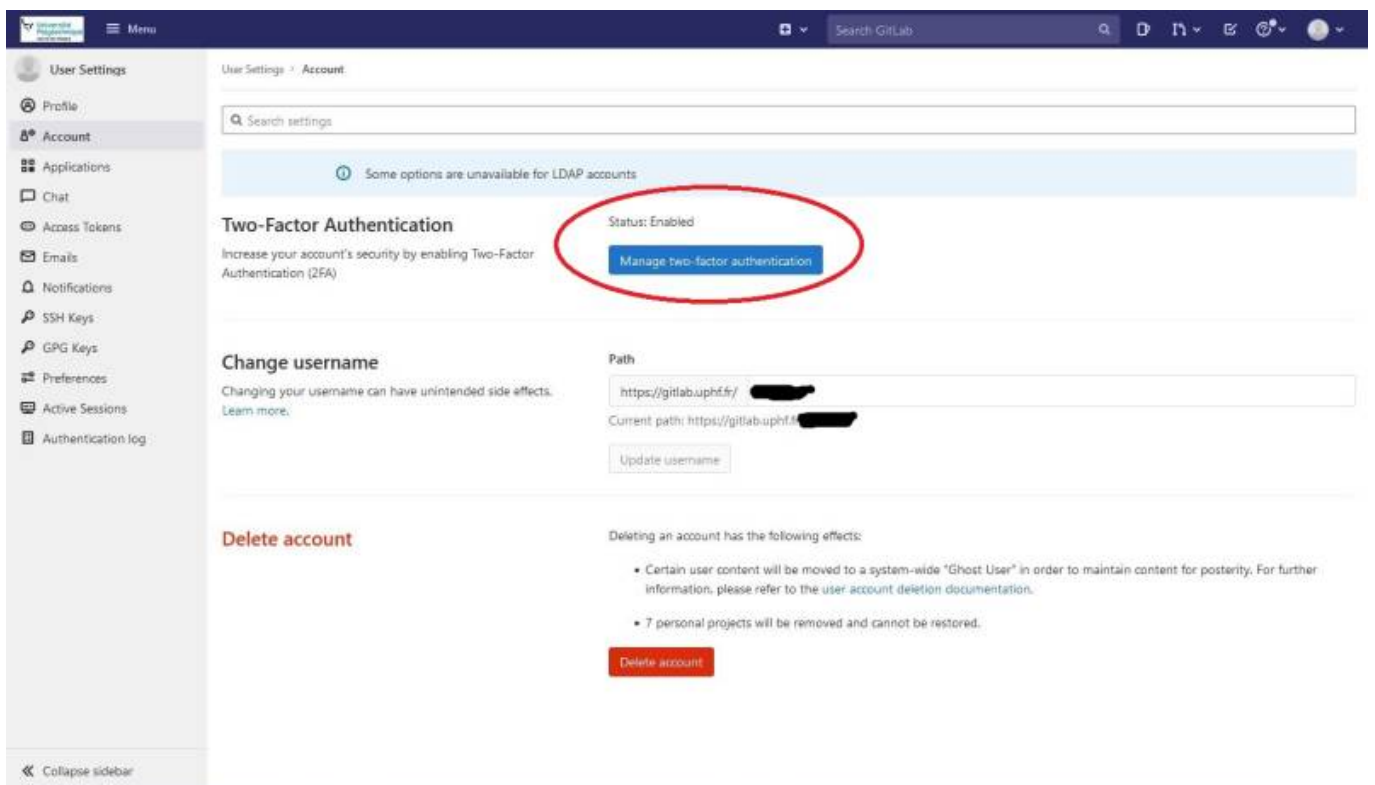 Université
Polytechnique
Menu
Search GitLab
User Settings
Profile
Account
Applications
Chat
Access Tokens
Emails
Notifications
SSH Keys
GPG Keys
Preferences
Active Sessions
Authentication log
Collapse sidebar
User Settings > Account
Search settings
Some options are unavailable for LDAP accounts
Two-Factor Authentication
Increase your account's security by enabling Two-Factor
Authentication (2FA)
Status: Enabled
Manage two-factor authentication
Change username
Changing your username can have unintended side effects.
Learn more.
Path
https://gitlab.uphf.fr/
Current path: https://gitlab.uphf.f
Update username
Delete account
Deleting an account has the following effects:
• Certain user content will be moved to a system-wide "Ghost User" in order to maintain content for posterity. For further
information, please refer to the user account deletion documentation.
• 7 personal projects will be removed and cannot be restored.
Delete account